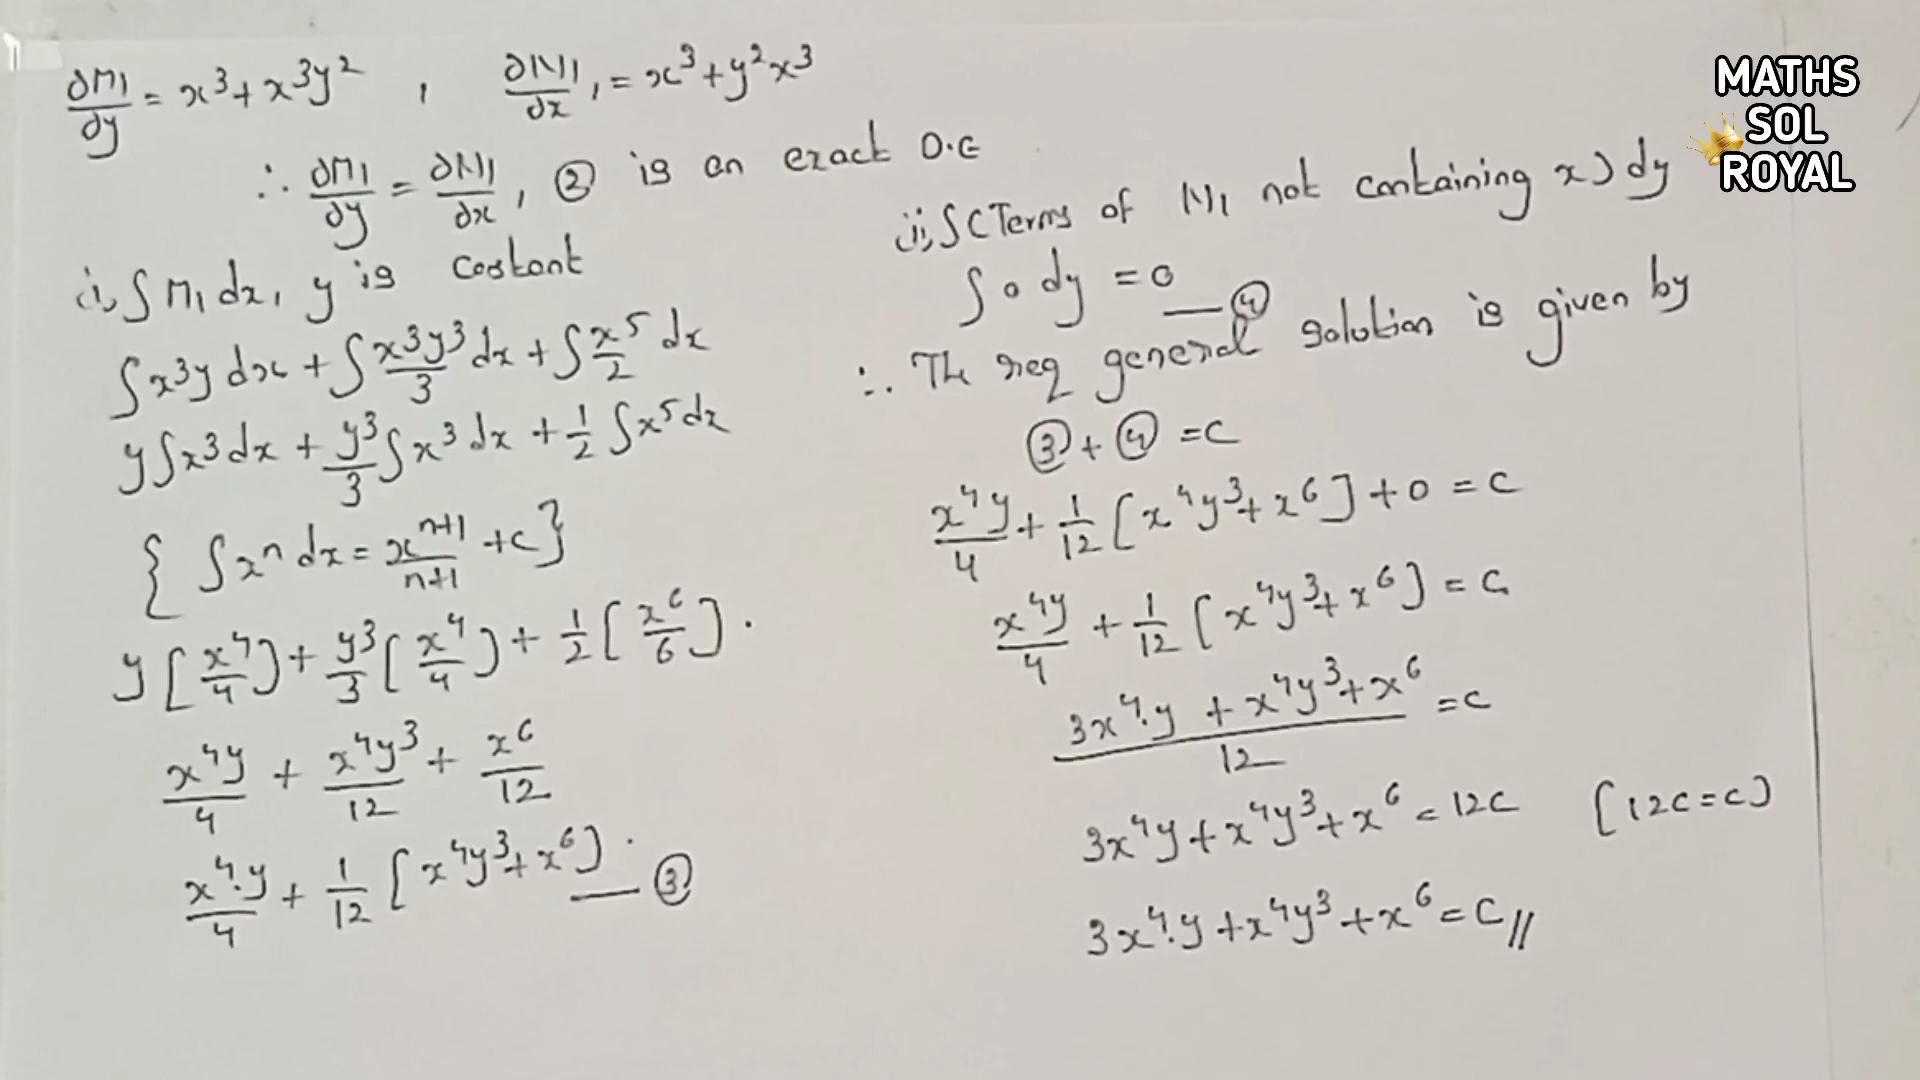 ∂M₁/∂y = x³ + x³y² , ∂N₁/∂x, = x³ + y²x³
∴ ∂M₁/∂y = ∂N₁/∂x , ② is an exact D.E
i, ∫ M₁ dx, y is costant
∫ x³y dx + ∫ x³y³/3 dx + ∫ x⁵/2 dx
y ∫ x³ dx + y³/3 ∫ x³ dx + 1/2 ∫ x⁵ dx
{ ∫ xⁿ dx = xⁿ⁺¹/n+1 + c }
y [x⁴/4] + y³/3 [x⁴/4] + 1/2 [x⁶/6] .
x⁴y/4 + x⁴y³/12 + x⁶/12
x⁴.y/4 + 1/12 [x⁴y³ + x⁶] . — ③
ii, ∫ (Terms of N₁ not containing x) dy
∫ 0 dy = 0 — ④
∴ The req general solution is given by
③ + ④ = C
x⁴y/4 + 1/12 [x⁴y³ + x⁶] + 0 = C
x⁴y/4 + 1/12 [x⁴y³ + x⁶] = C
3x⁴.y + x⁴y³ + x⁶/12 = C
3x⁴y + x⁴y³ + x⁶ = 12C [12C = C]
3x⁴.y + x⁴y³ + x⁶ = C //
MATHS
SOL
ROYAL